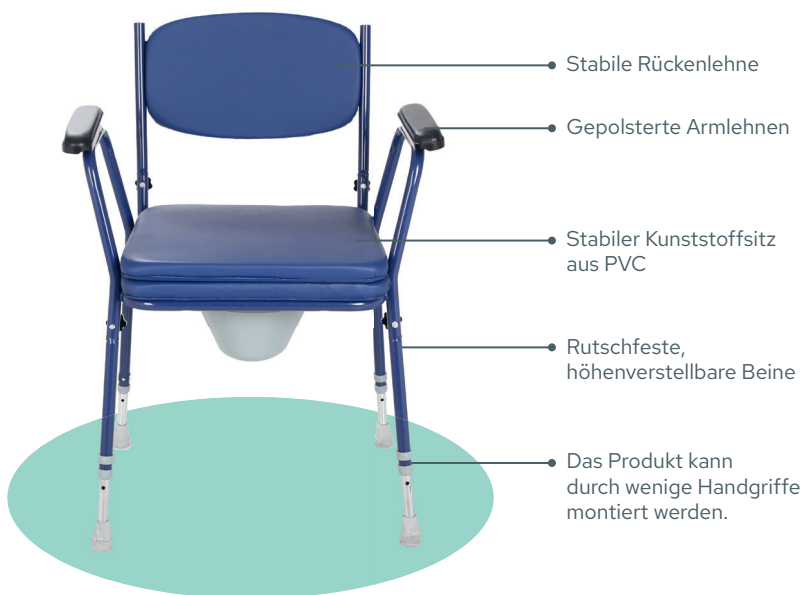 Stabile Rückenlehne
Gepolsterte Armlehnen
Stabiler Kunststoffsitz
aus PVC
Rutschfeste,
höhenverstellbare Beine
Das Produkt kann
durch wenige Handgriffe
montiert werden.